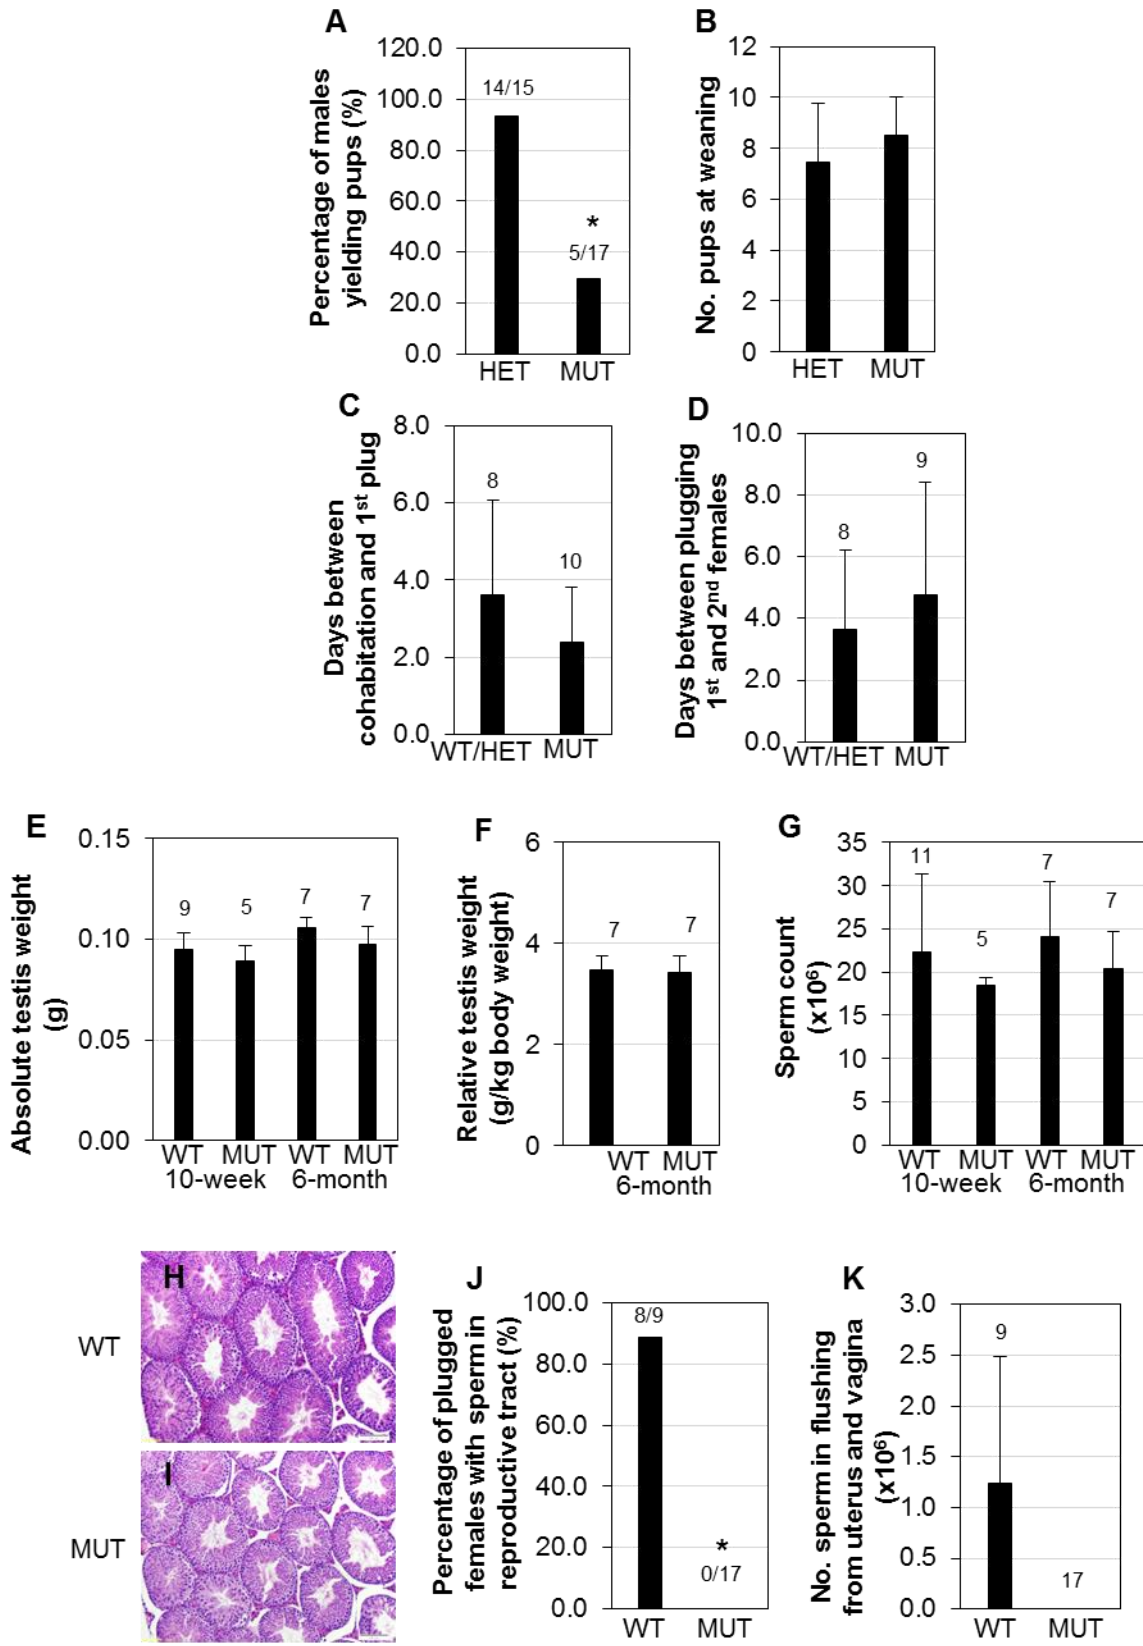 A
Percentage of males
yielding pups (%)
120.0
100.0
80.0
60.0
40.0
20.0
0.0
14/15
*
5/17
HET MUT
B
No. pups at weaning
12
10
8
6
4
2
0
HET MUT
C
Days between
cohabitation and 1st plug
8.0
6.0
4.0
2.0
0.0
8
10
WT/HET MUT
D
Days between plugging
1st and 2nd females
10.0
8.0
6.0
4.0
2.0
0.0
8
9
WT/HET MUT
E
Absolute testis weight
(g)
0.15
0.10
0.05
0.00
9
5
7
7
WT MUT WT MUT
10-week 6-month
F
Relative testis weight
(g/kg body weight)
6
4
2
0
7
7
WT MUT
6-month
G
Sperm count
(x10⁶)
35
30
25
20
15
10
5
0
11
5
7
7
WT MUT WT MUT
10-week 6-month
H
WT
I
MUT
J
Percentage of plugged
females with sperm in
reproductive tract (%)
100.0
80.0
60.0
40.0
20.0
0.0
8/9
*
0/17
WT MUT
K
No. sperm in flushing
from uterus and vagina
(x10⁶)
3.0
2.5
2.0
1.5
1.0
0.5
0.0
9
17
WT MUT